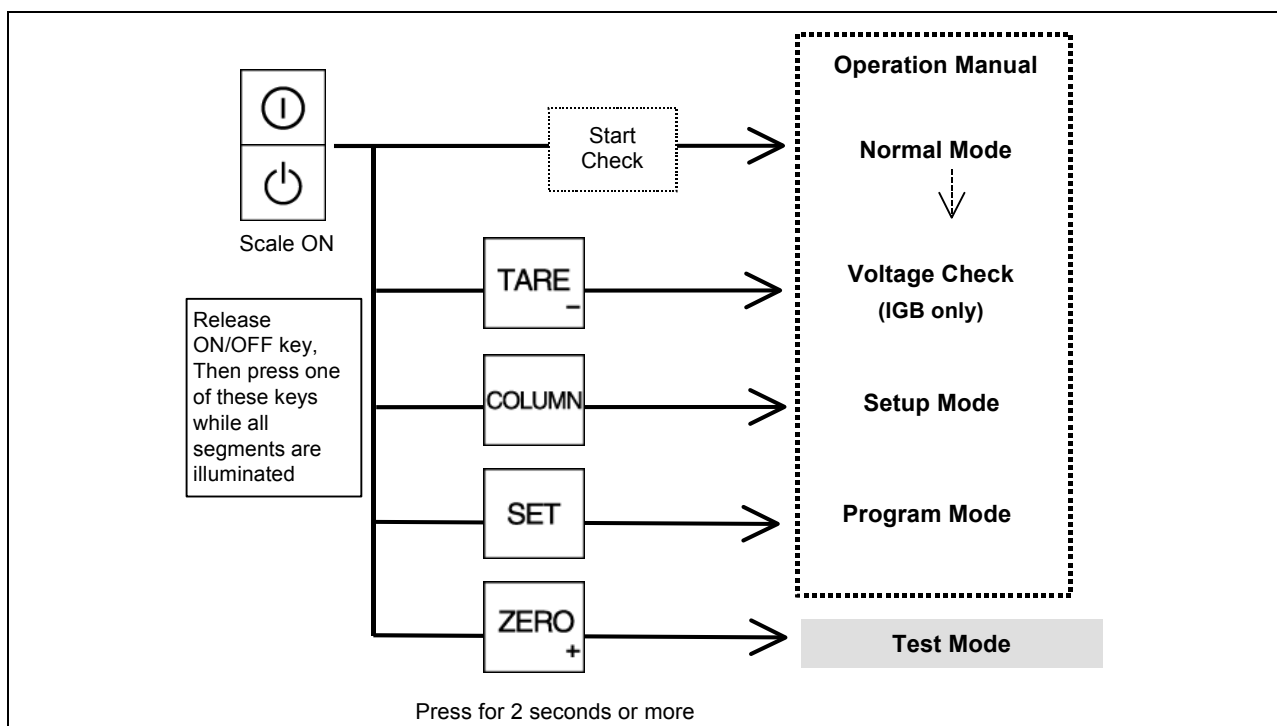 Operation Manual
Start
Check
Normal Mode
Scale ON
TARE
–
Voltage Check
(IGB only)
Release
ON/OFF key,
Then press one
of these keys
while all
segments are
illuminated
COLUMN
Setup Mode
SET
Program Mode
ZERO
+
Test Mode
Press for 2 seconds or more